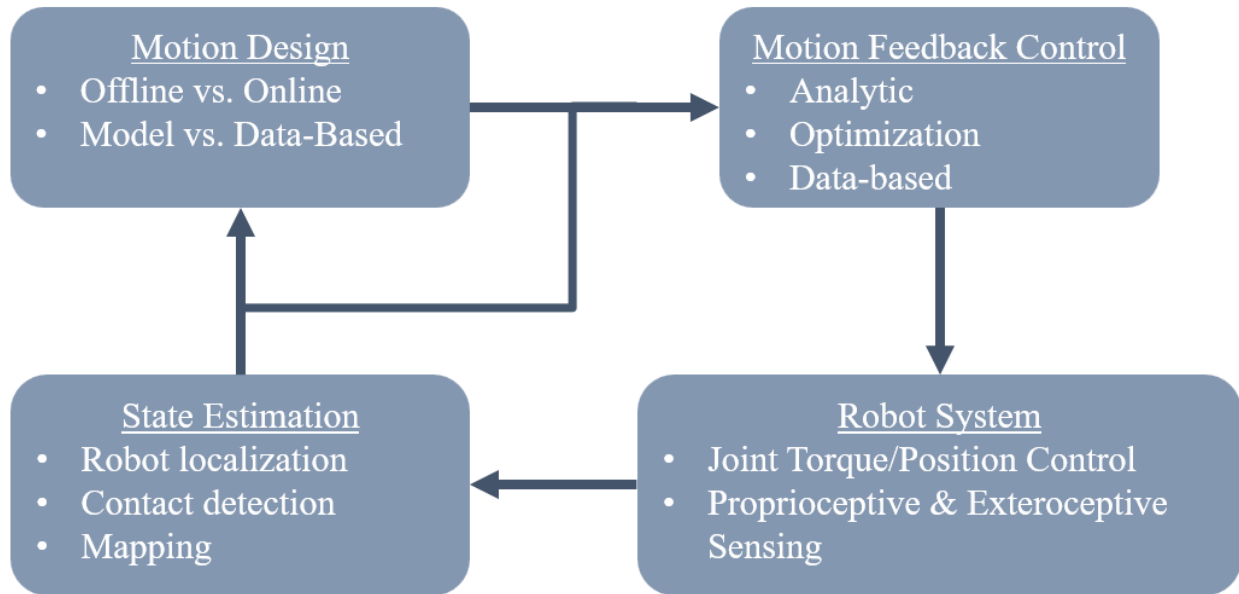 Motion Design
• Offline vs. Online
• Model vs. Data-Based
Motion Feedback Control
• Analytic
• Optimization
• Data-based
State Estimation
• Robot localization
• Contact detection
• Mapping
Robot System
• Joint Torque/Position Control
• Proprioceptive & Exteroceptive
Sensing